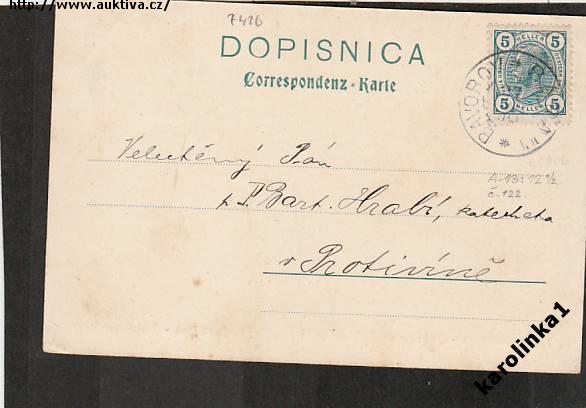 http://www.auktiva.cz/
7426
DOPISNICA
Correspondenz-Karte
5 HELLER 5
5 HELLER 5
BAVOROV
Velectěný Pán
P. Bart. Hrabí, katecheta
v Protivíně
A-13:12½
č.122.
karolinka1